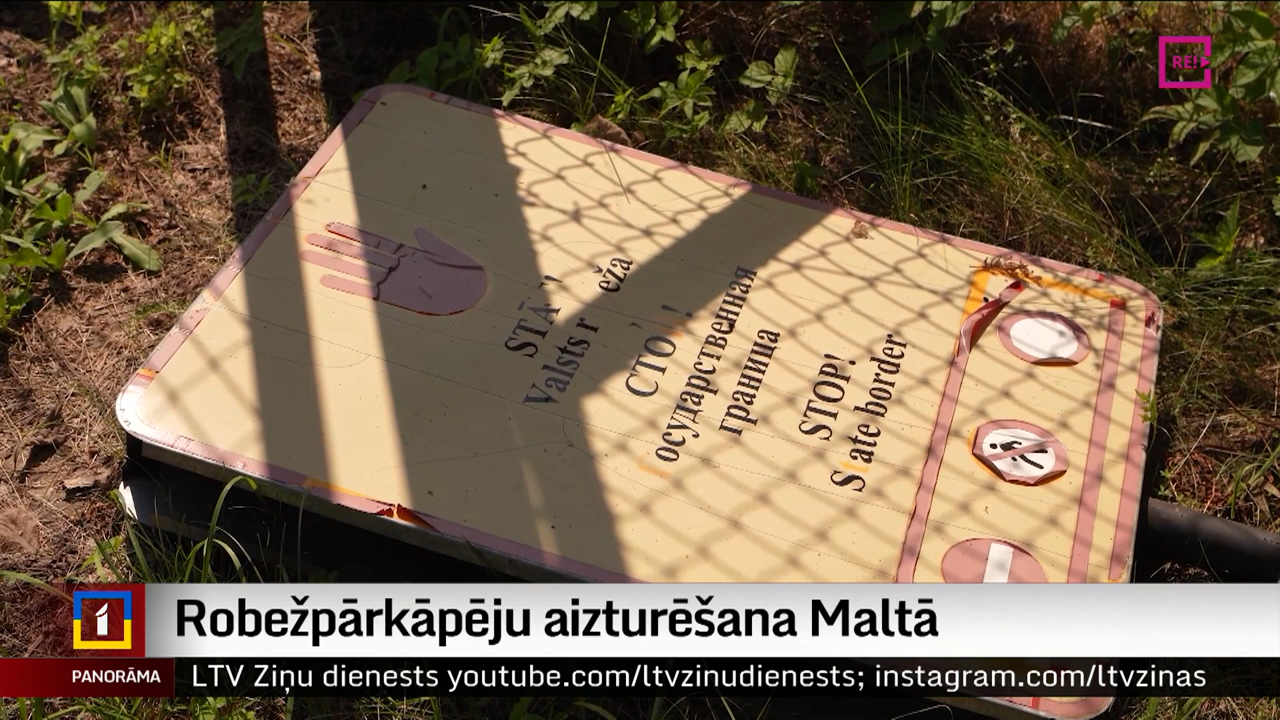 RE!
STĀ !
Valsts r eža
СТО !
осударственная
граница
STOP!
State border
1
Robežpārkāpēju aizturēšana Maltā
PANORĀMA
LTV Ziņu dienests youtube.com/ltvzinudienests; instagram.com/ltvzinas